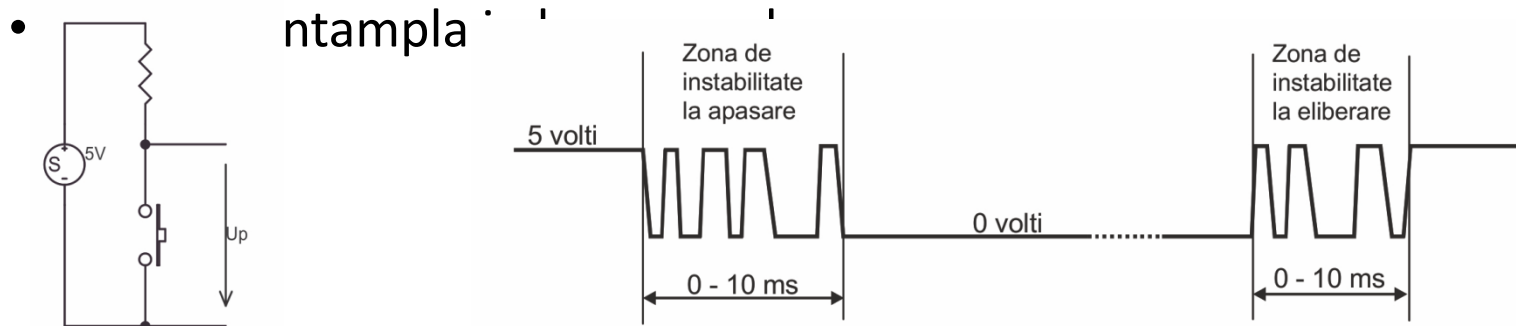 • ntampla
5V
S
Up
Zona de
instabilitate
la apasare
5 volti
0 - 10 ms
0 volti
Zona de
instabilitate
la eliberare
0 - 10 ms